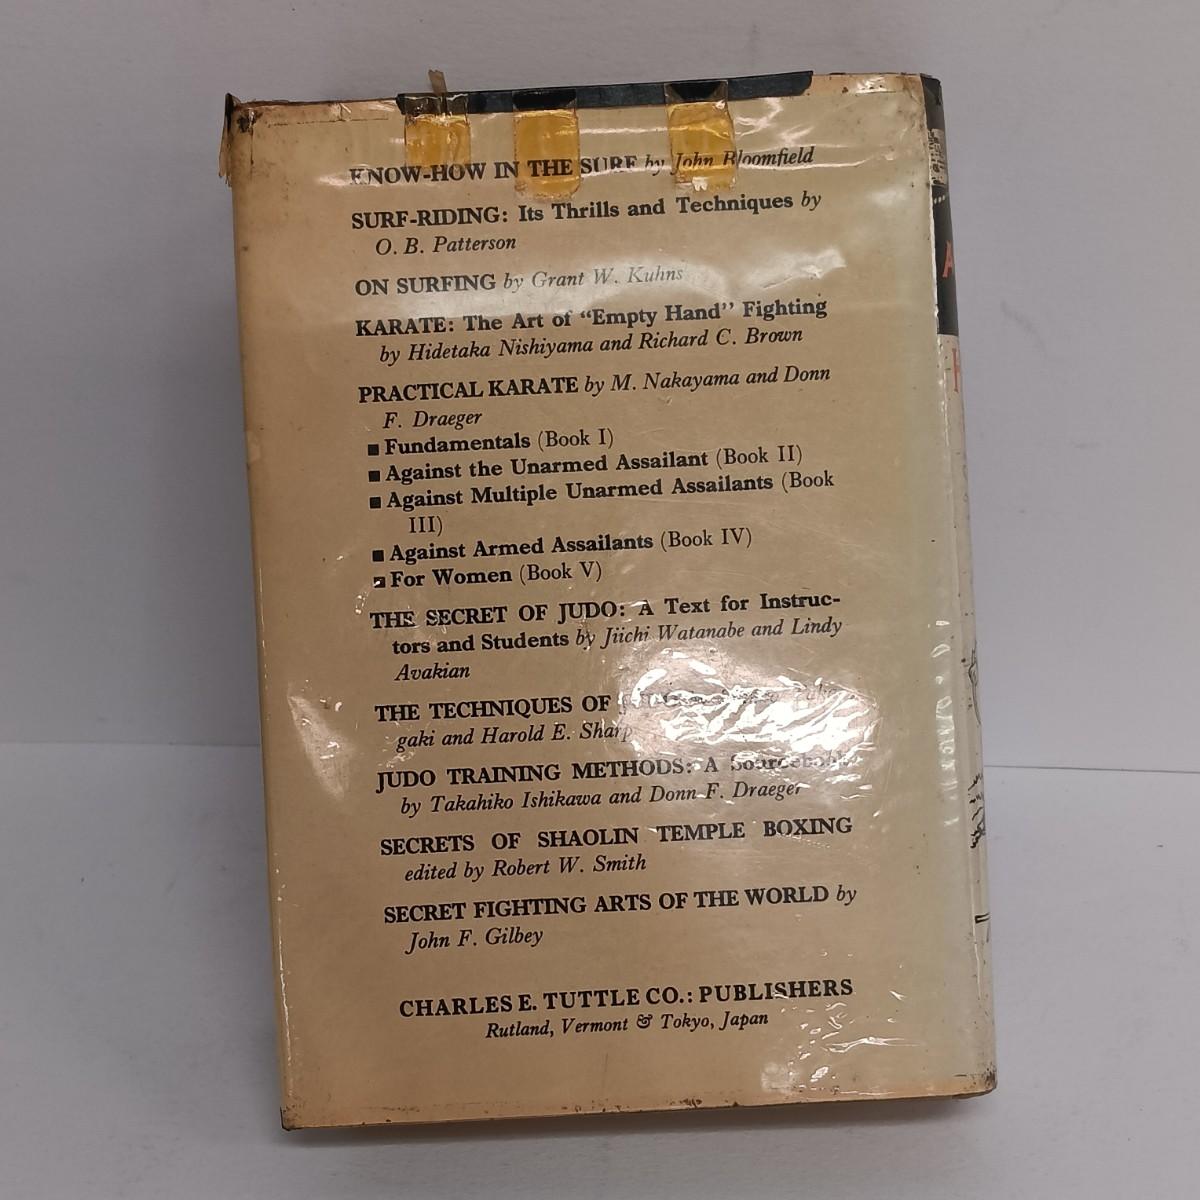 KNOW-HOW IN THE SURF by John Bloomfield
SURF-RIDING: Its Thrills and Techniques by
O. B. Patterson
ON SURFING by Grant W. Kuhns
KARATE: The Art of "Empty Hand" Fighting
by Hidetaka Nishiyama and Richard C. Brown
PRACTICAL KARATE by M. Nakayama and Donn
F. Draeger
■ Fundamentals (Book I)
■ Against the Unarmed Assailant (Book II)
■ Against Multiple Unarmed Assailants (Book
III)
■ Against Armed Assailants (Book IV)
■ For Women (Book V)
THE SECRET OF JUDO: A Text for Instruc-
tors and Students by Jiichi Watanabe and Lindy
Avakian
THE TECHNIQUES OF
gaki and Harold E. Sharp
JUDO TRAINING METHODS: A Sourcebook
by Takahiko Ishikawa and Donn F. Draeger
SECRETS OF SHAOLIN TEMPLE BOXING
edited by Robert W. Smith
SECRET FIGHTING ARTS OF THE WORLD by
John F. Gilbey
CHARLES E. TUTTLE CO.: PUBLISHERS
Rutland, Vermont & Tokyo, Japan